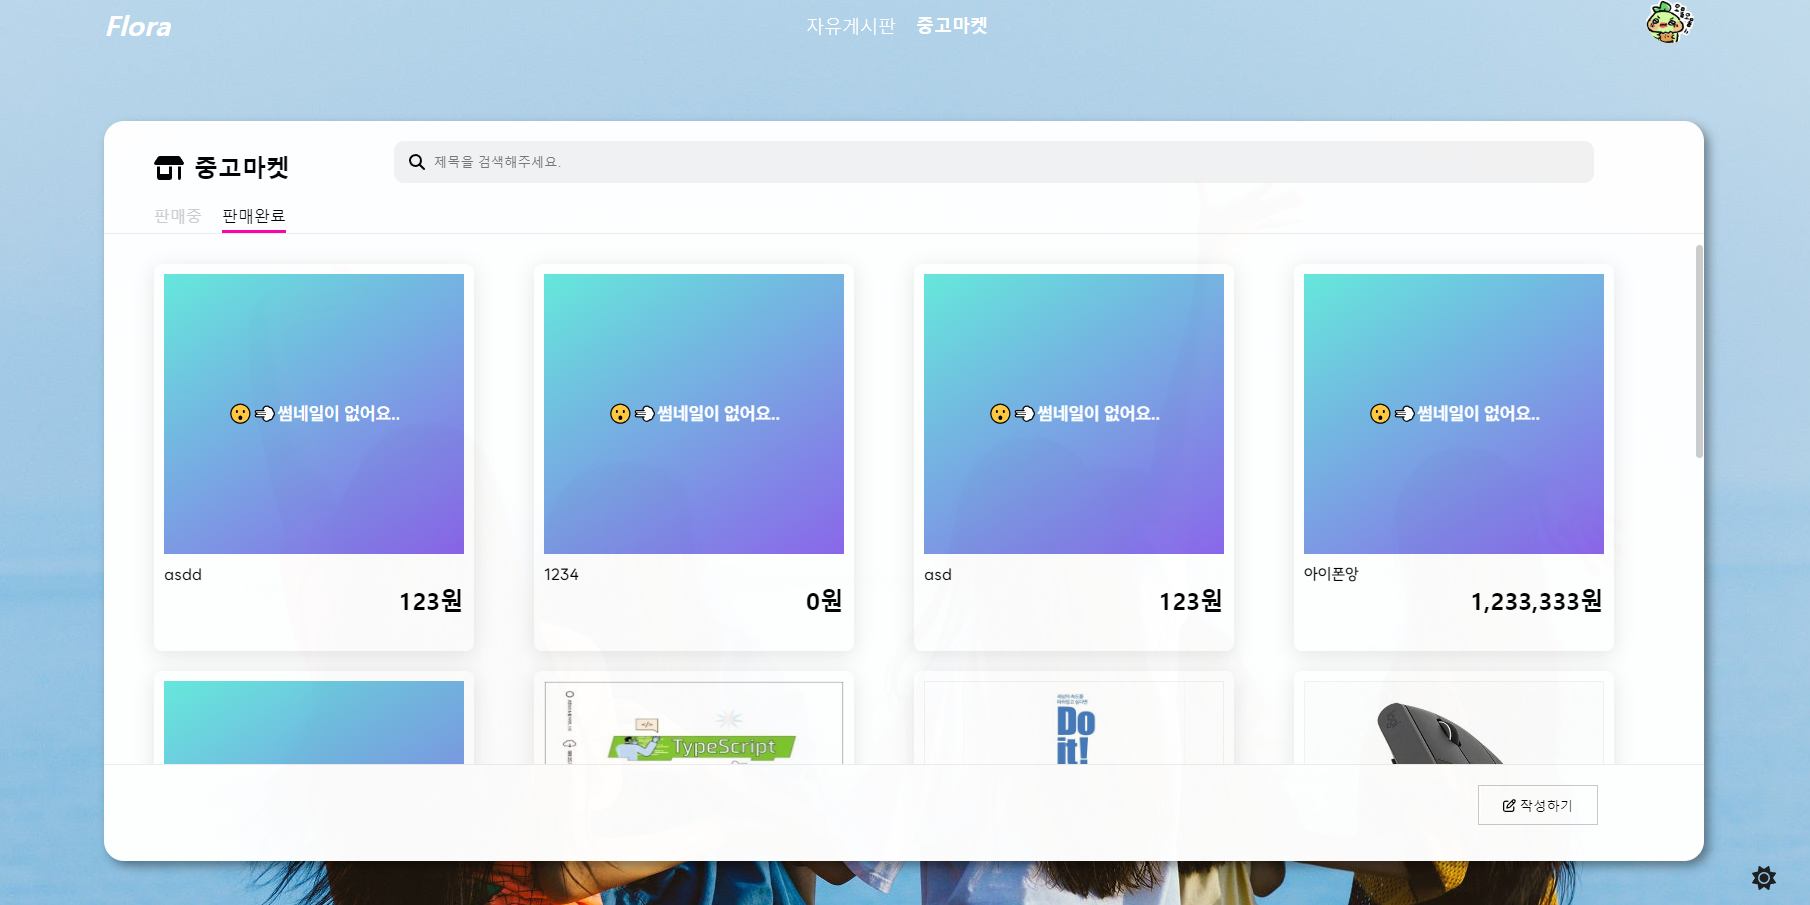 Flora
자유게시판 중고마켓
중고마켓
제목을 검색해주세요.
판매중 판매완료
썸네일이 없어요..
썸네일이 없어요..
썸네일이 없어요..
썸네일이 없어요..
asdd
123원
1234
0원
asd
123원
아이폰앙
1,233,333원
</>
TypeScript
Do
it!
작성하기